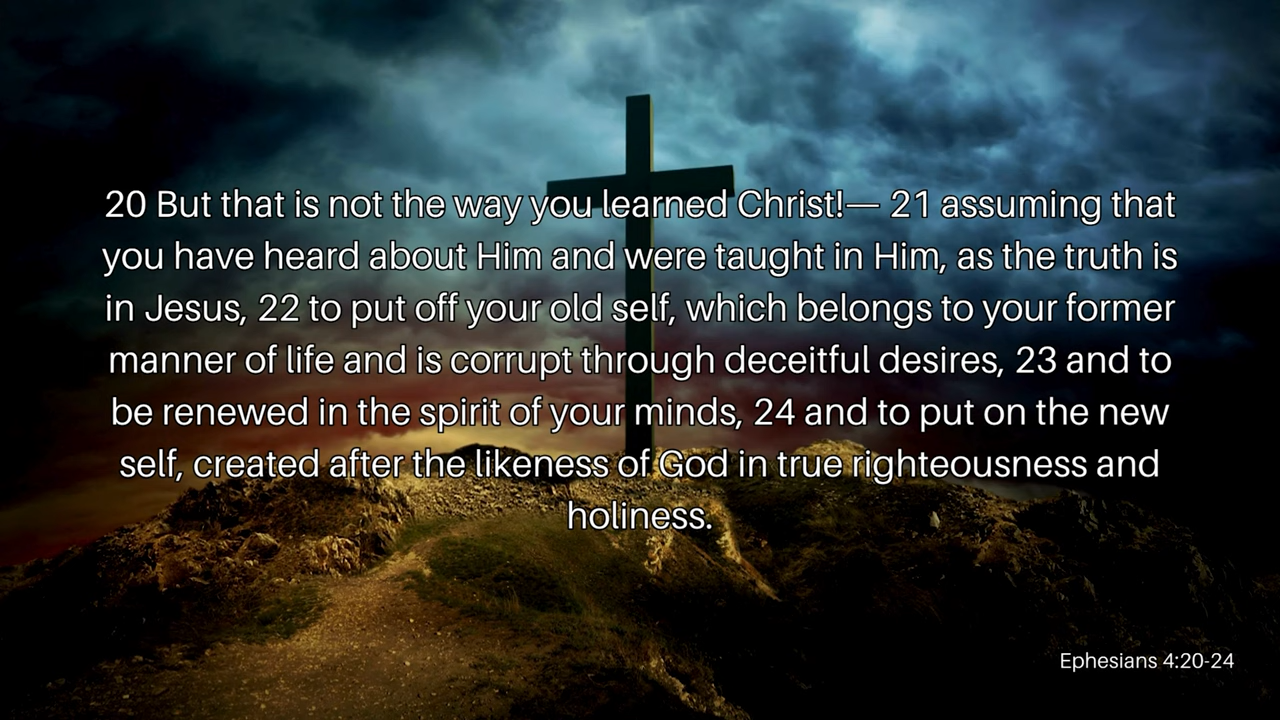 20 But that is not the way you learned Christ!— 21 assuming that
you have heard about Him and were taught in Him, as the truth is
in Jesus, 22 to put off your old self, which belongs to your former
manner of life and is corrupt through deceitful desires, 23 and to
be renewed in the spirit of your minds, 24 and to put on the new
self, created after the likeness of God in true righteousness and
holiness.
Ephesians 4:20-24